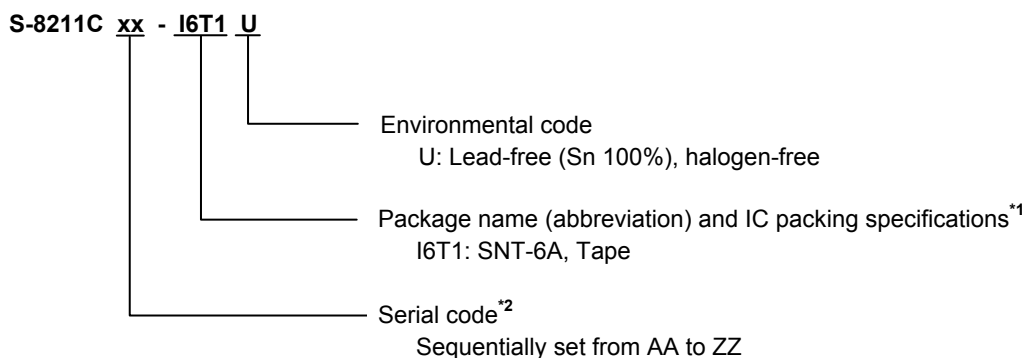 S-8211C xx - I6T1 U
Environmental code
U: Lead-free (Sn 100%), halogen-free
Package name (abbreviation) and IC packing specifications*1
I6T1: SNT-6A, Tape
Serial code*2
Sequentially set from AA to ZZ